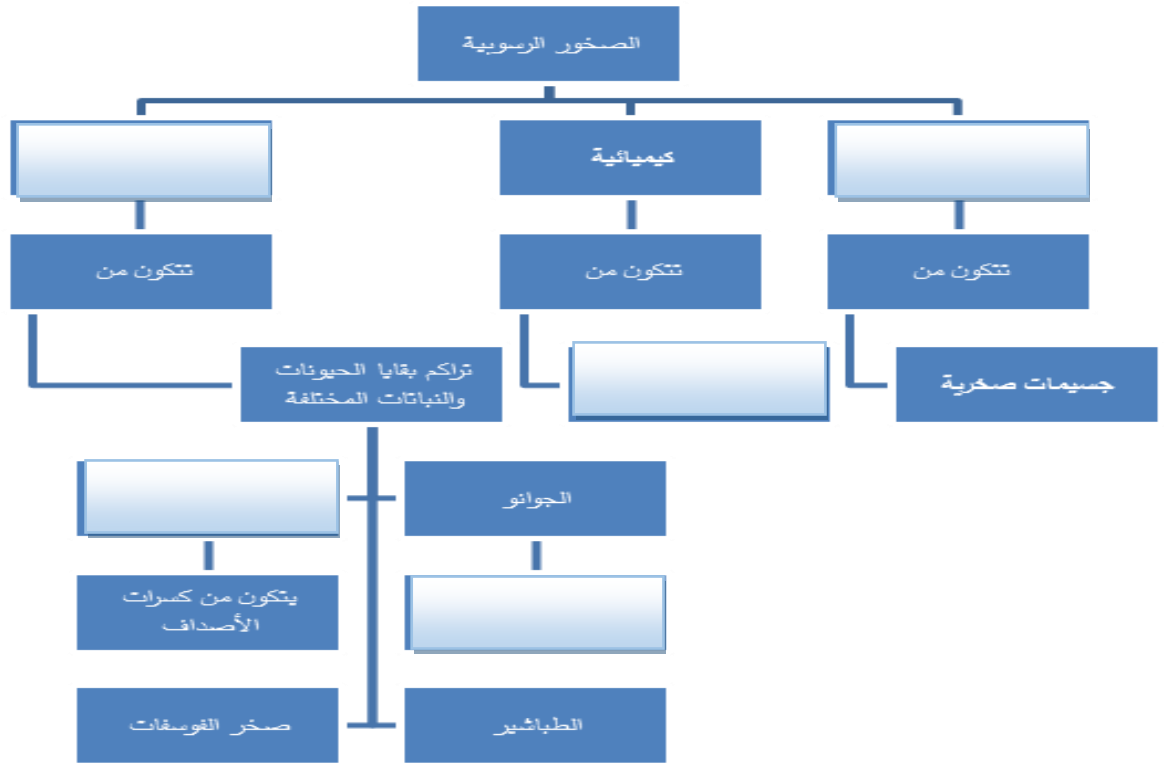 الصخور الرسوبية
كيميائية
تتكون من
تتكون من
تتكون من
جسيمات صخرية
تراكم بقايا الحيونات
والنباتات المختلفة
الجوانو
يتكون من كسرات
الأصداف
الطباشير
صخر الفوسفات